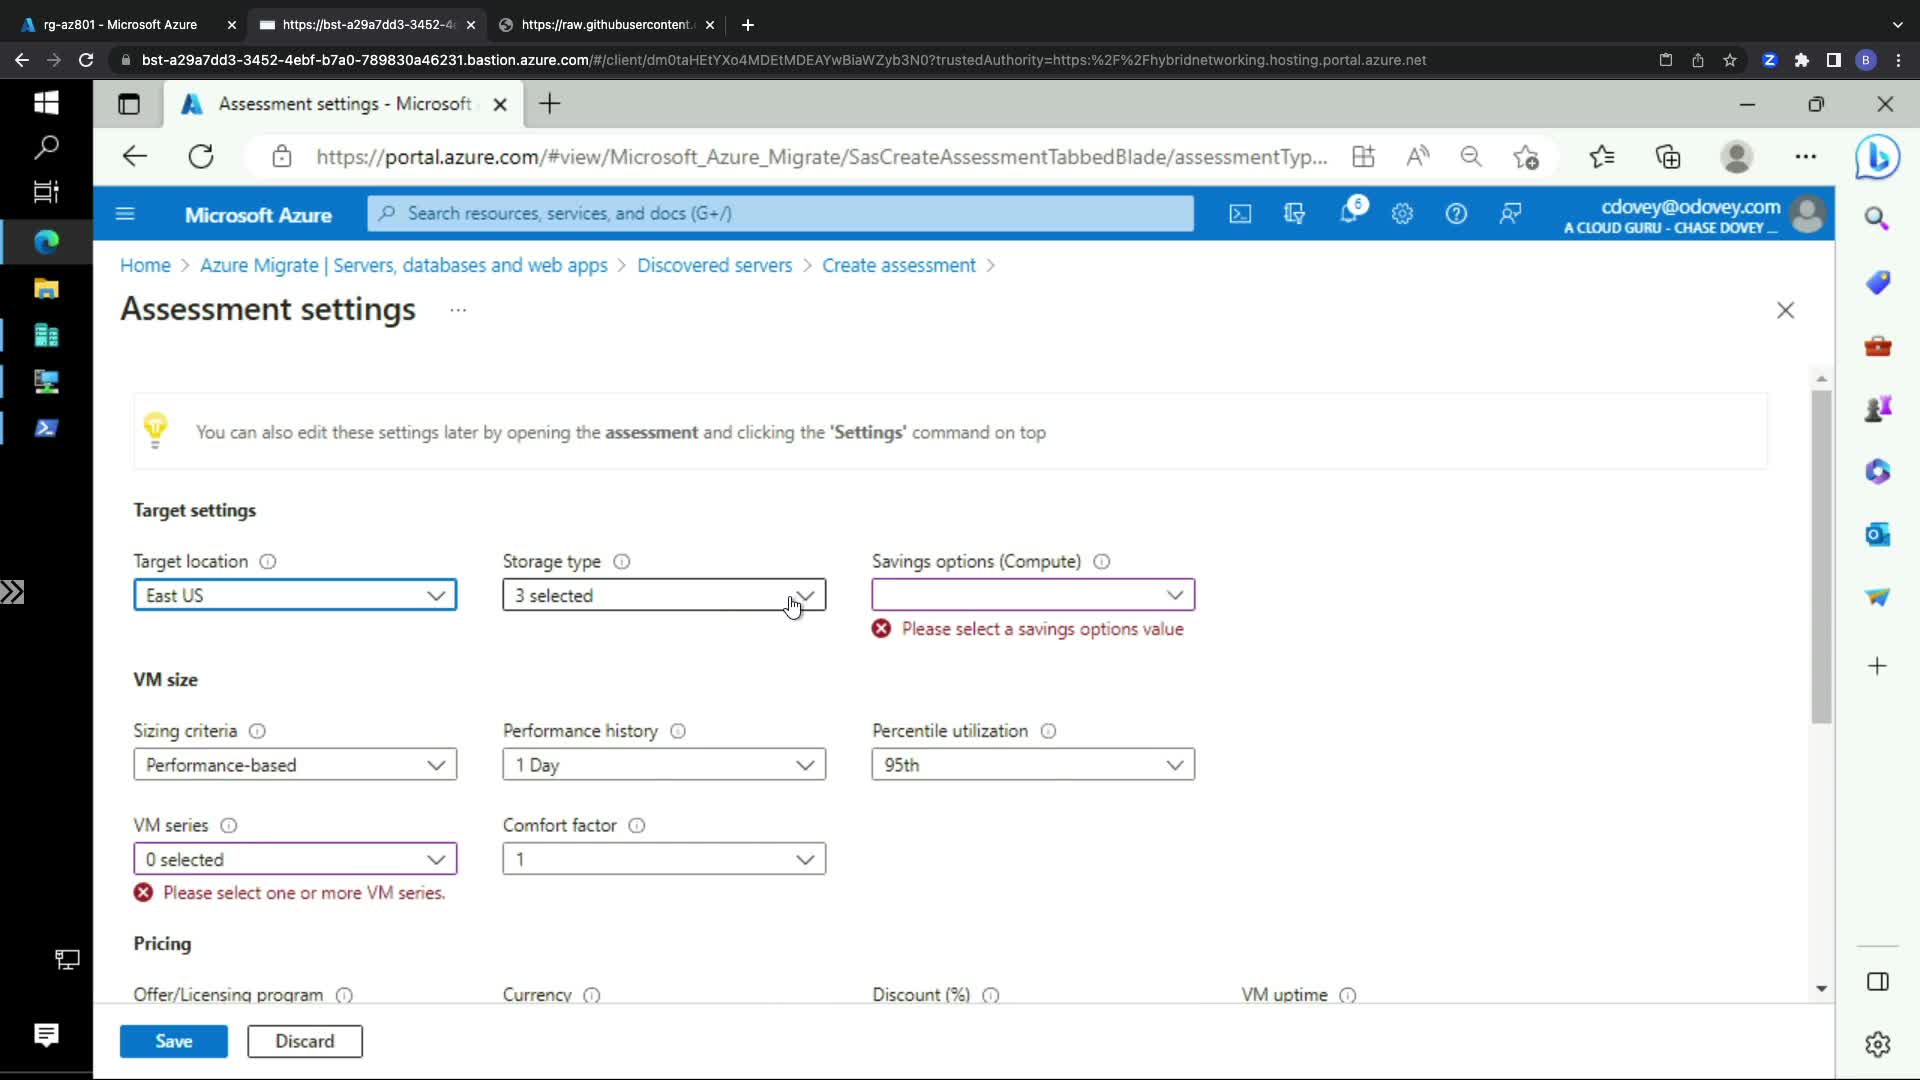 rg-az801 - Microsoft Azure
https://bst-a29a7dd3-3452-4e
https://raw.githubusercontent.
bst-a29a7dd3-3452-4ebf-b7a0-789830a46231.bastion.azure.com/#/client/dm0taHEtYXo4MDEtMDEAYwBiaWZyb3N0?trustedAuthority=https:%2F%2Fhybridnetworking.hosting.portal.azure.net
B
Assessment settings - Microsoft
https://portal.azure.com/#view/Microsoft_Azure_Migrate/SasCreateAssessmentTabbedBlade/assessmentTyp...
Microsoft Azure
Search resources, services, and docs (G+/)
6
cdovey@odovey.com
A CLOUD GURU - CHASE DOVEY ...
Home > Azure Migrate | Servers, databases and web apps > Discovered servers > Create assessment >
Assessment settings ...
You can also edit these settings later by opening the assessment and clicking the 'Settings' command on top
Target settings
Target location
Storage type
Savings options (Compute)
East US
3 selected
Please select a savings options value
VM size
Sizing criteria
Performance history
Percentile utilization
Performance-based
1 Day
95th
VM series
Comfort factor
0 selected
1
Please select one or more VM series.
Pricing
Offer/Licensing program
Currency
Discount (%)
VM uptime
Save
Discard